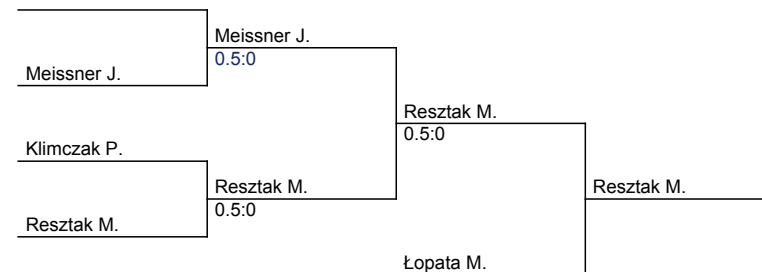 Meissner J.
0.5:0
Meissner J.
Resztak M.
0.5:0
Klimczak P.
Resztak M.
0.5:0
Resztak M.
Resztak M.
Łopata M.